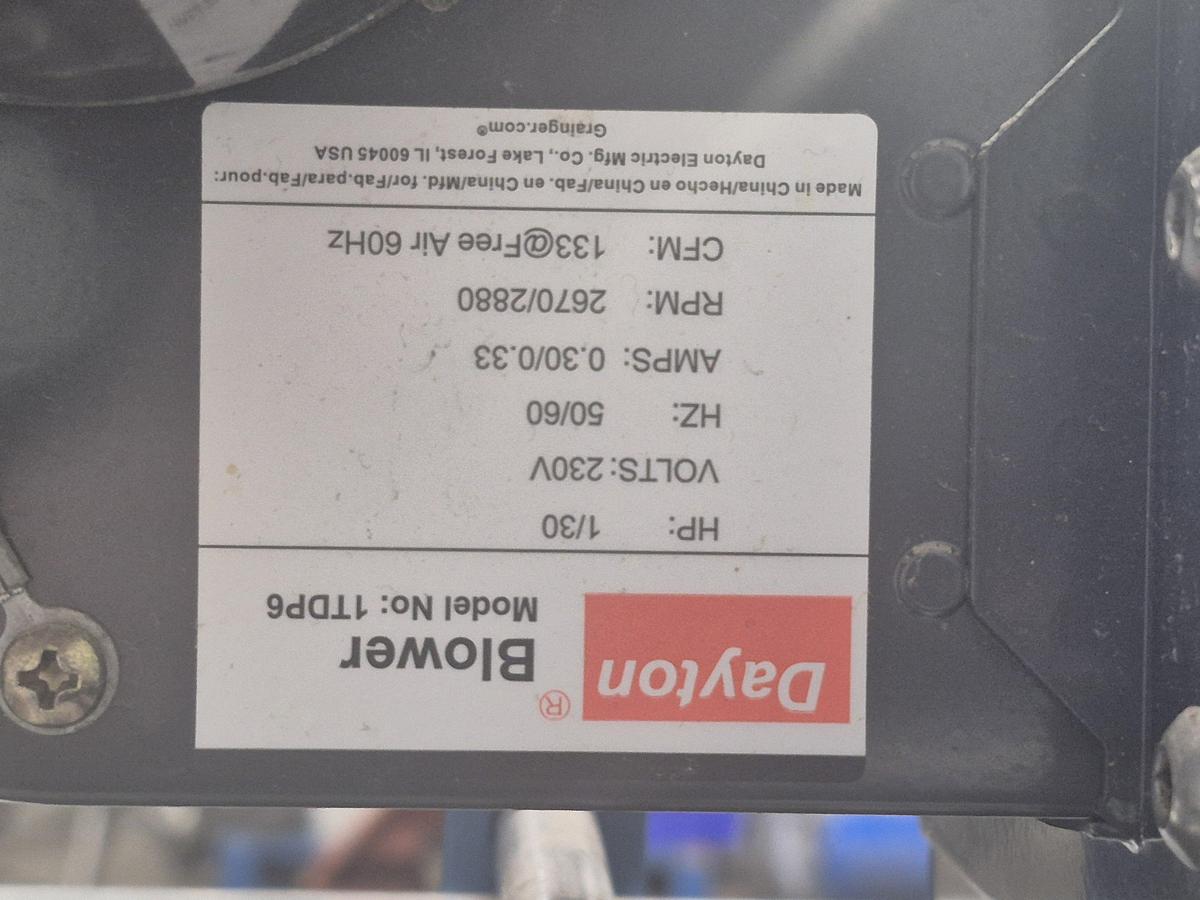 Dayton®
Blower
Model No: 1TDP6
HP: 1/30
VOLTS: 230V
HZ: 50/60
AMPS: 0.30/0.33
RPM: 2670/2880
CFM: 133@Free Air 60Hz
Made in China/Hecho en China/Fab. en China/Mfd. for/Fab.para/Fab.pour:
Dayton Electric Mfg. Co., Lake Forest, IL 60045 USA
Grainger.com®